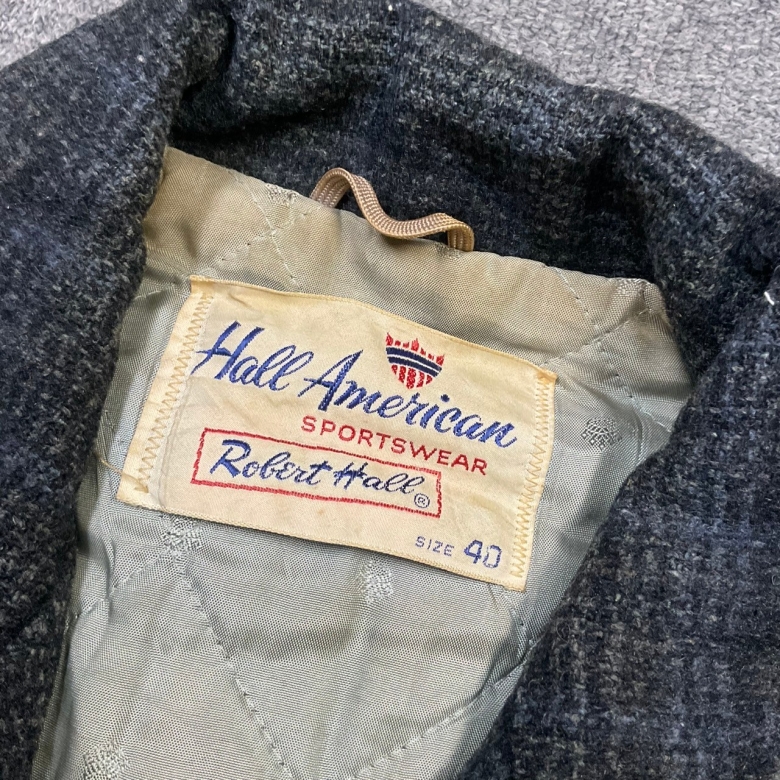 Hall American
SPORTSWEAR
Robert Hall ®
SIZE 40